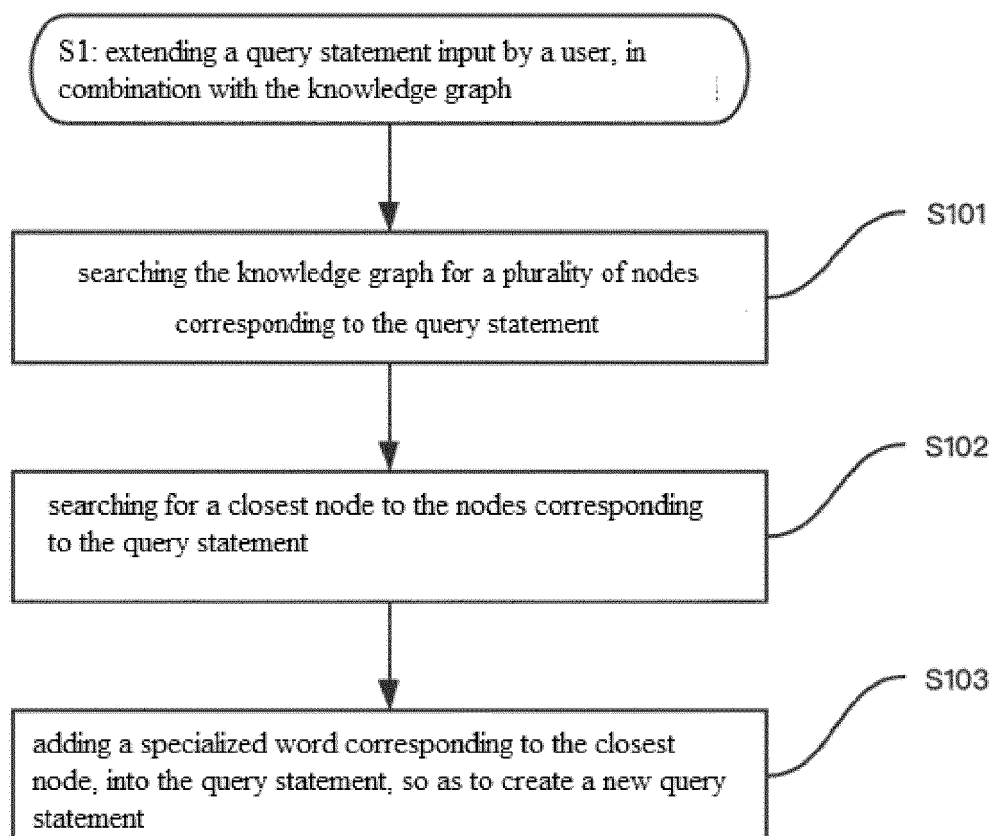 S1: extending a query statement input by a user, in
combination with the knowledge graph
S101
searching the knowledge graph for a plurality of nodes
corresponding to the query statement
S102
searching for a closest node to the nodes corresponding
to the query statement
S103
adding a specialized word corresponding to the closest
node, into the query statement, so as to create a new query
statement